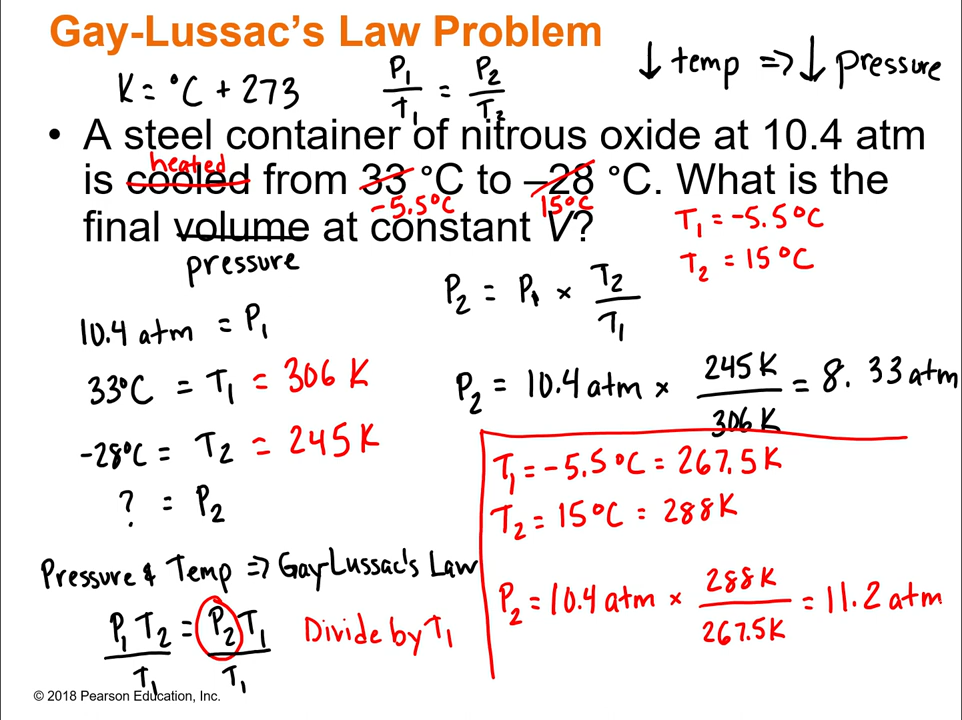 Gay-Lussac's Law Problem
K = °C + 273
P₁/T₁ = P₂/T₂
↓ temp => ↓ pressure
• A steel container of nitrous oxide at 10.4 atm
heated
is cooled from 33 °C to –28 °C. What is the
-5.5°C 15°C
final volume at constant V?
pressure
T₁ = -5.5°C
T₂ = 15°C
P₂ = P₁ × T₂/T₁
10.4 atm = P₁
33°C = T₁ = 306 K
-28°C = T₂ = 245 K
? = P₂
P₂ = 10.4 atm × 245 K/306 K = 8.33 atm
Pressure & Temp => Gay-Lussac's Law
P₁T₂/T₁ = P₂T₁/T₁ Divide by T₁
T₁ = -5.5°C = 267.5 K
T₂ = 15°C = 288 K
P₂ = 10.4 atm × 288 K/267.5 K = 11.2 atm
© 2018 Pearson Education, Inc.